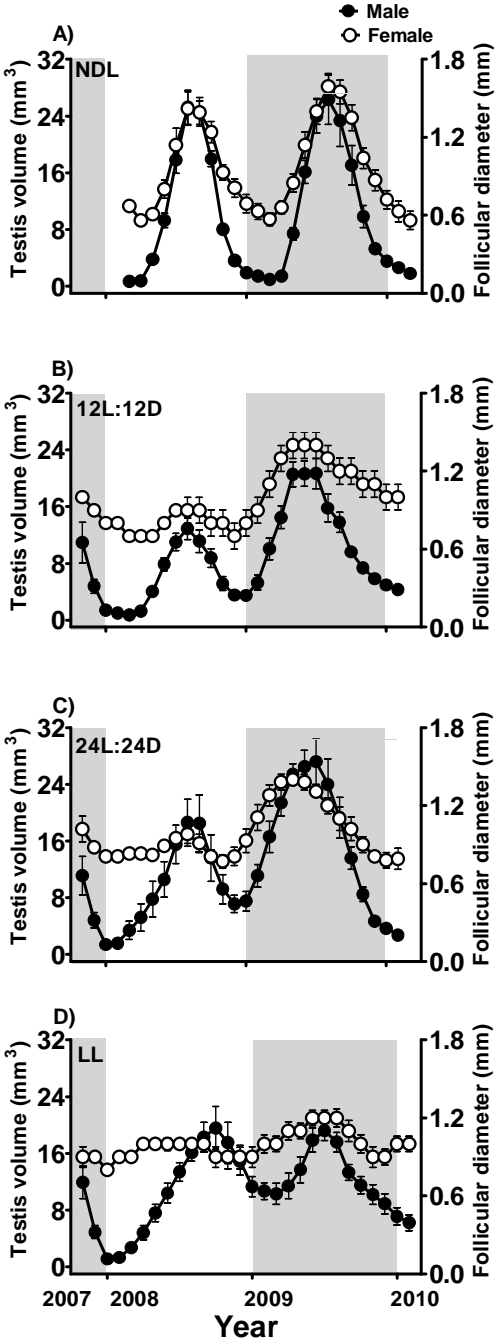 Male
Female
A)
NDL
32
24
16
8
0
Testis volume (mm3)
1.8
1.2
0.6
0.0
Follicular diameter (mm)
B)
12L:12D
32
24
16
8
0
Testis volume (mm3)
1.8
1.2
0.6
0.0
Follicular diameter (mm)
C)
24L:24D
32
24
16
8
0
Testis volume (mm3)
1.8
1.2
0.6
0.0
Follicular diameter (mm)
D)
LL
32
24
16
8
0
Testis volume (mm3)
1.8
1.2
0.6
0.0
Follicular diameter (mm)
2007 2008 2009 2010
Year